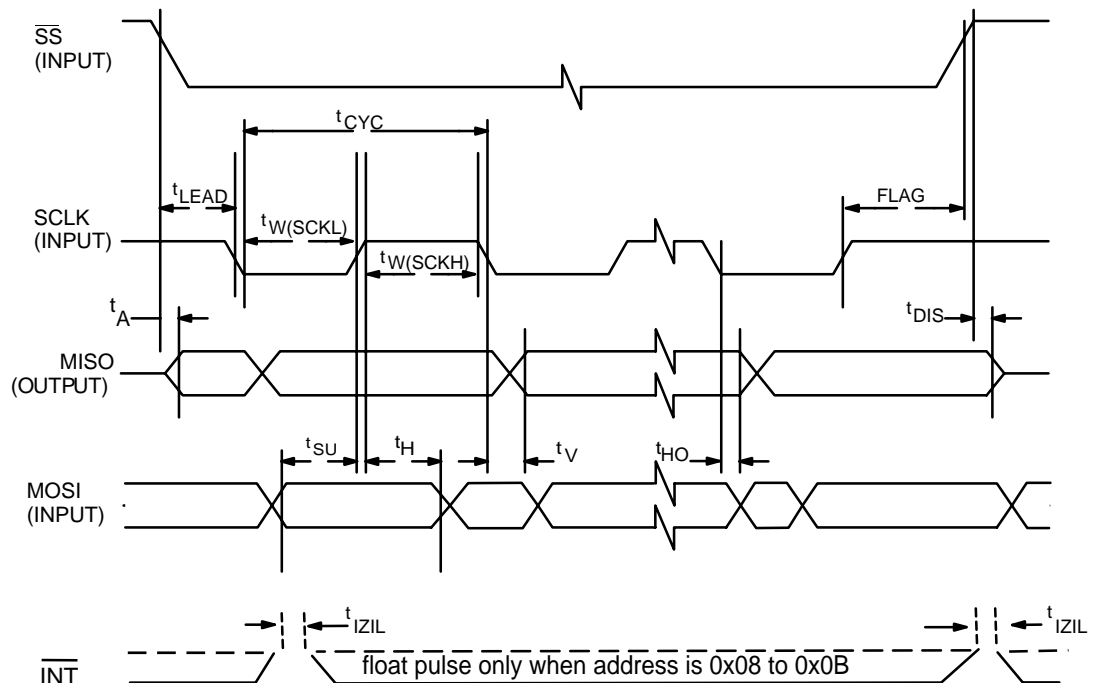 SS
(INPUT)
tCYC
tLEAD
FLAG
SCLK
(INPUT)
tW(SCKL)
tW(SCKH)
tA
tDIS
MISO
(OUTPUT)
tSU
tH
tV
tHO
MOSI
(INPUT)
tIZIL
tIZIL
float pulse only when address is 0x08 to 0x0B
INT